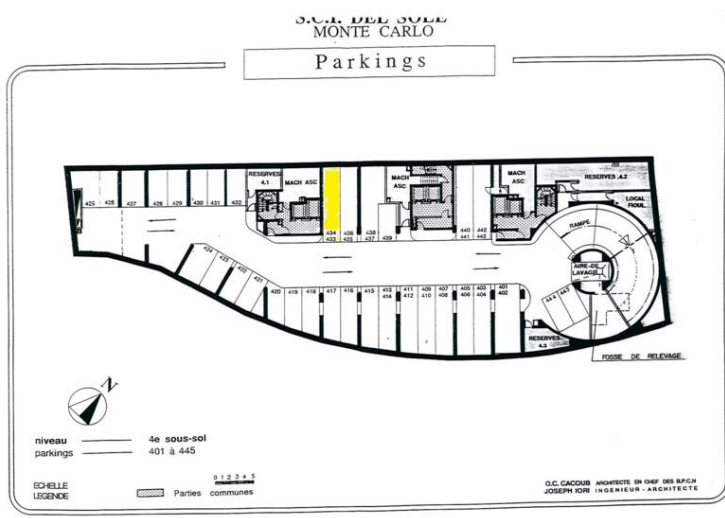 S.C.I. DEL SOLE
MONTE CARLO
Parkings
RESERVES 4.1
MACH ASC
MACH ASC
MACH ASC
RESERVES 4.2
LOCAL FIOUL
425 426 427 428 429 430 431 432
434 436 438
433 435 437 439
440 442
441 443
RAMPE
AIRE-DE LAVAGE
424 423 422 421
420 419 418 417 416 415 413 411 409 407 405 403 401
414 412 410 408 406 404 402
444
RESERVES 4.3
FOSSE DE RELEVAGE
N
niveau 4e sous-sol
parkings 401 à 445
ECHELLE 0 1 2 3 4 5
LEGENDE Parties communes
O.C. CACOUB ARCHITECTE EN CHEF DES B.P.C.N
JOSEPH IORI INGENIEUR - ARCHITECTE